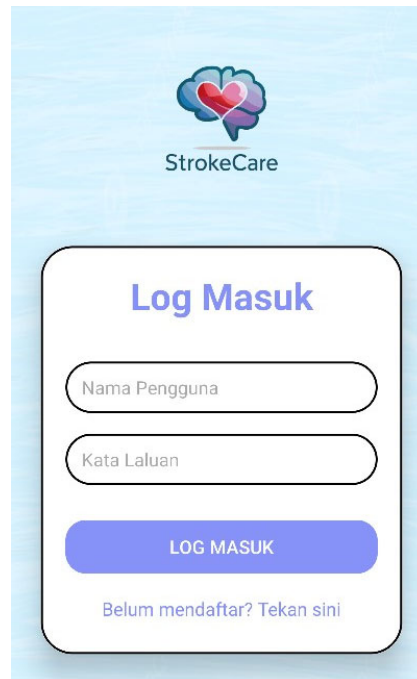 StrokeCare
Log Masuk
Nama Pengguna
Kata Laluan
LOG MASUK
Belum mendaftar? Tekan sini